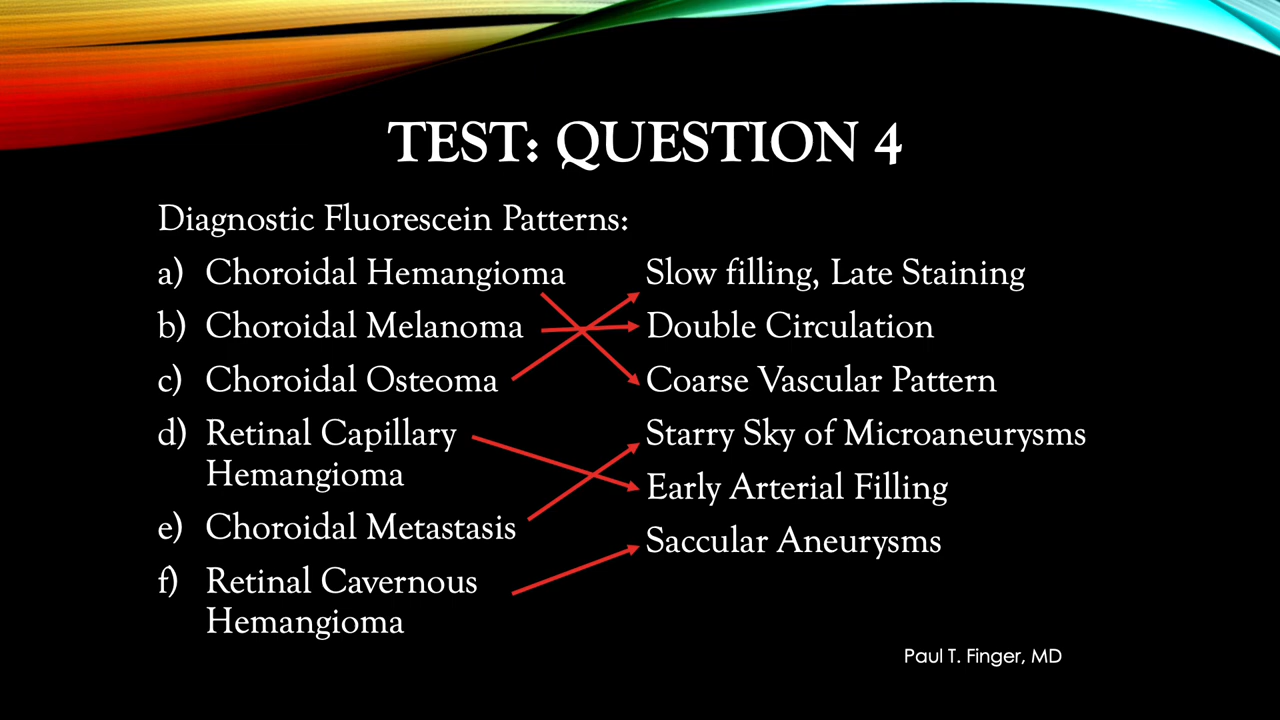 TEST: QUESTION 4
Diagnostic Fluorescein Patterns:
a) Choroidal Hemangioma
b) Choroidal Melanoma
c) Choroidal Osteoma
d) Retinal Capillary
Hemangioma
e) Choroidal Metastasis
f) Retinal Cavernous
Hemangioma
Slow filling, Late Staining
Double Circulation
Coarse Vascular Pattern
Starry Sky of Microaneurysms
Early Arterial Filling
Saccular Aneurysms
Paul T. Finger, MD